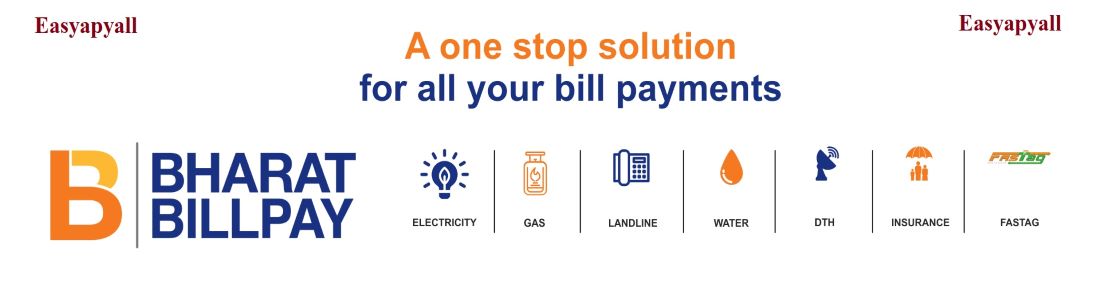 Easyapyall
Easyapyall
A one stop solution
for all your bill payments
B
BHARAT
BILLPAY
ELECTRICITY
GAS
LANDLINE
WATER
DTH
INSURANCE
FASTag
FASTAG